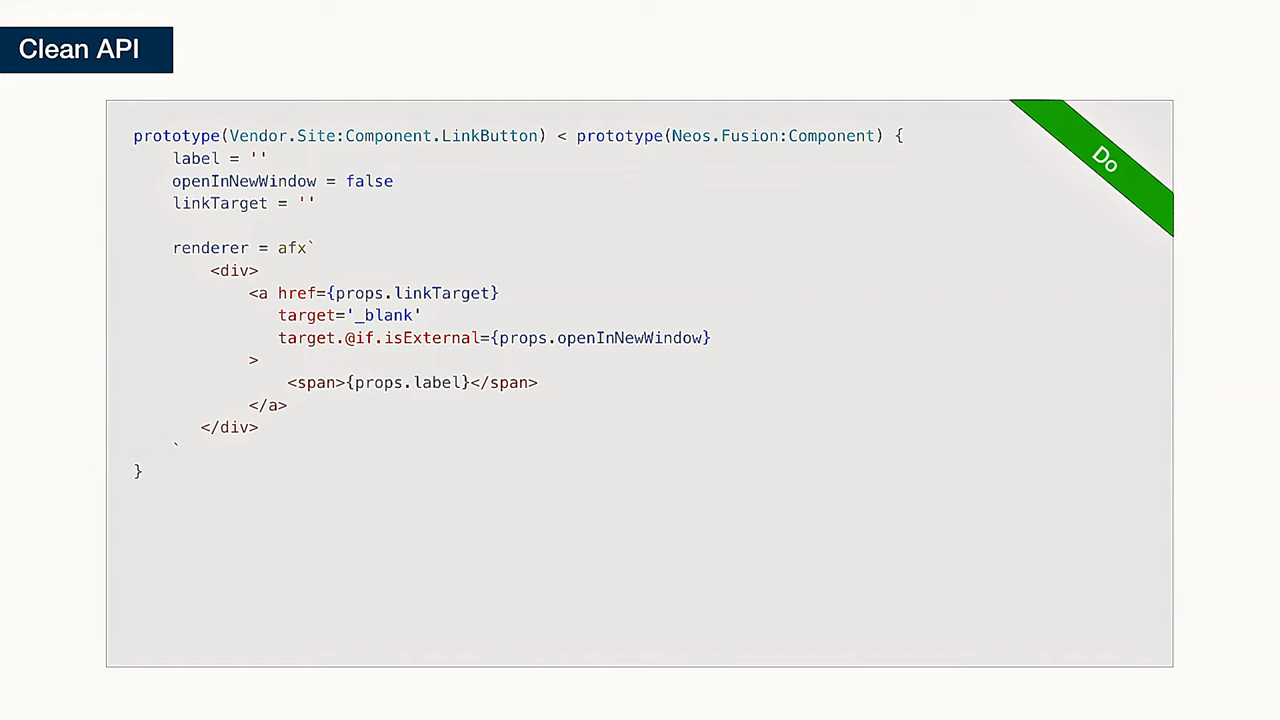 Clean API
Do
prototype(Vendor.Site:Component.LinkButton) < prototype(Neos.Fusion:Component) {
    label = ''
    openInNewWindow = false
    linkTarget = ''

    renderer = afx`
        <div>
            <a href={props.linkTarget}
               target='_blank'
               target.@if.isExternal={props.openInNewWindow}
            >
                <span>{props.label}</span>
            </a>
       </div>
    `
}